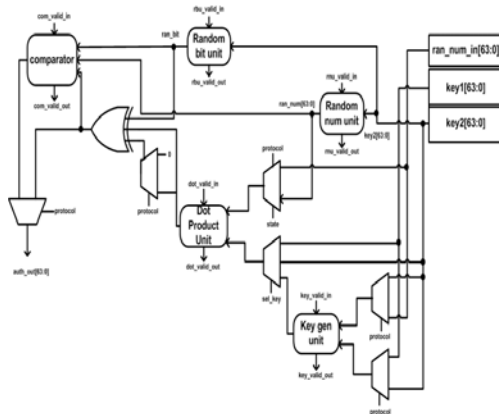 com_valid_in
rbu_valid_in
ran_bit
Random
bit unit
comparator
rbu_valid_out
rnu_valid_in
com_valid_out
ran_num[63:0]
Random
num unit
key2[63:0]
rnu_valid_out
ran_num_in[63:0]
key1[63:0]
key2[63:0]
protocol
dot_valid_in
protocol
protocol
Dot
Product
Unit
state
auth_out[63:0]
dot_valid_out
sel_key
key_valid_in
Key gen
unit
protocol
key_valid_out
protocol